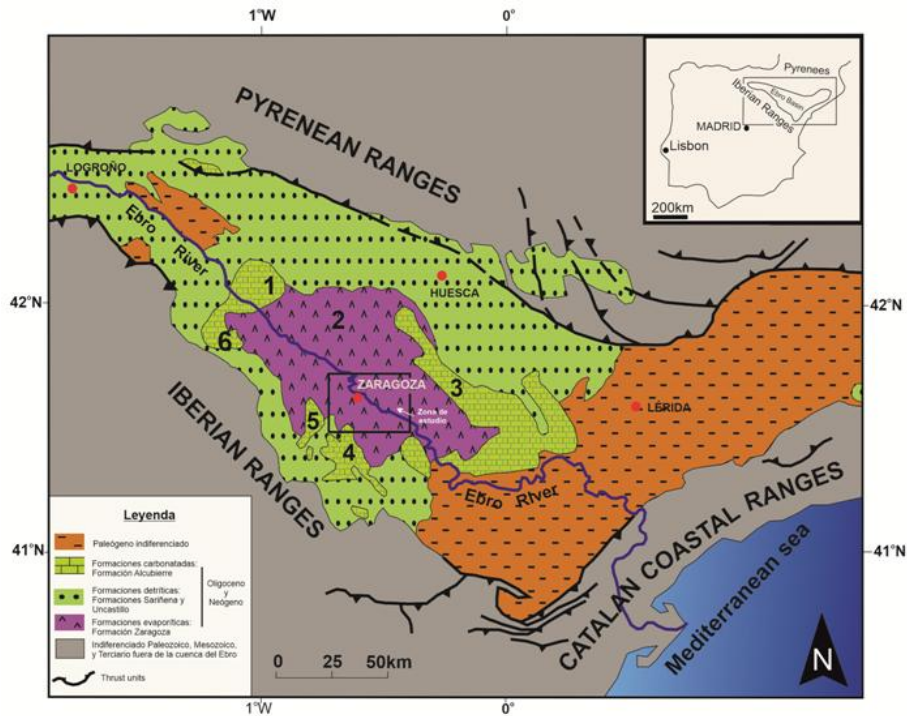 1°W
0°
Pyrenees
Ebro Basin
Iberian Ranges
MADRID
Lisbon
200km
PYRENEAN RANGES
LOGROÑO
Ebro River
HUESCA
42°N
42°N
1
2
6
3
ZARAGOZA
Zona de
estudio
LÉRIDA
5
4
IBERIAN RANGES
Ebro River
CATALAN COASTAL RANGES
Mediterranean sea
41°N
41°N
Leyenda
Paleógeno indiferenciado
Formaciones carbonatadas:
Formación Alcubierre
Formaciones detríticas:
Formaciones Sariñena y
Uncastillo
Formaciones evaporíticas:
Formación Zaragoza
Oligoceno
y
Neógeno
Indiferenciado Paleozoico, Mesozoico,
y Terciario fuera de la cuenca del Ebro
Thrust units
0 25 50km
N
1°W
0°